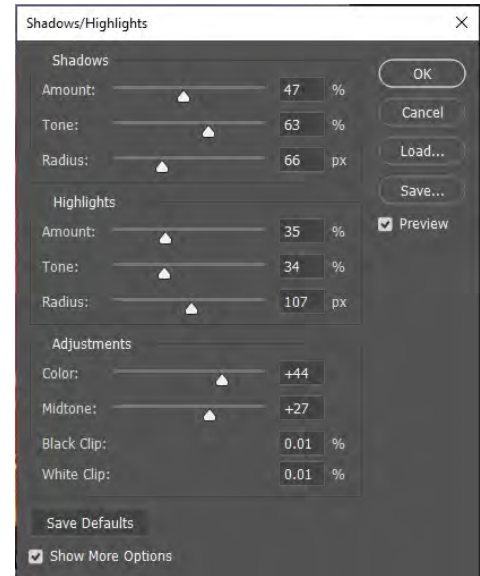 Shadows/Highlights
Shadows
Amount: 47 %
Tone: 63 %
Radius: 66 px
Highlights
Amount: 35 %
Tone: 34 %
Radius: 107 px
Adjustments
Color: +44
Midtone: +27
Black Clip: 0.01 %
White Clip: 0.01 %
Save Defaults
Show More Options
OK
Cancel
Load...
Save...
Preview